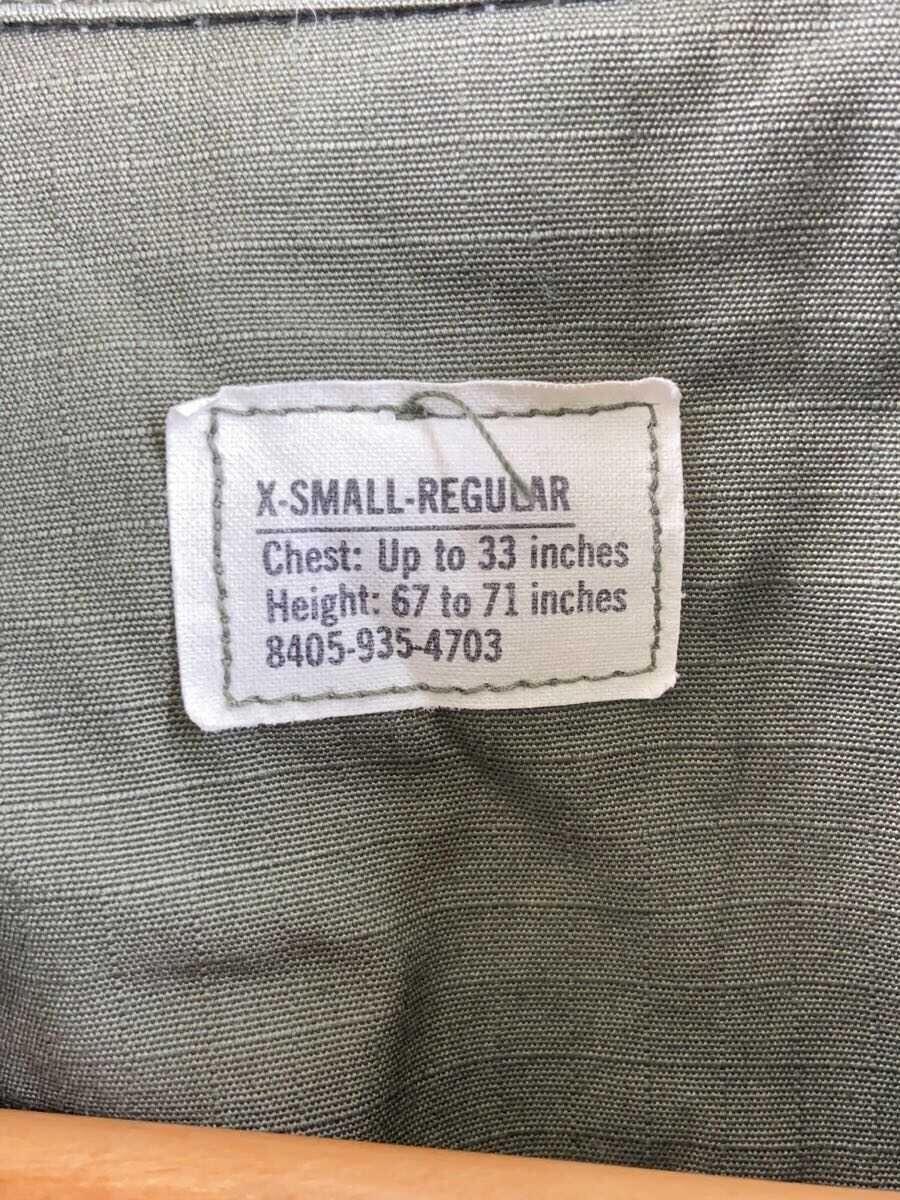 X-SMALL-REGULAR
Chest: Up to 33 inches
Height: 67 to 71 inches
8405-935-4703